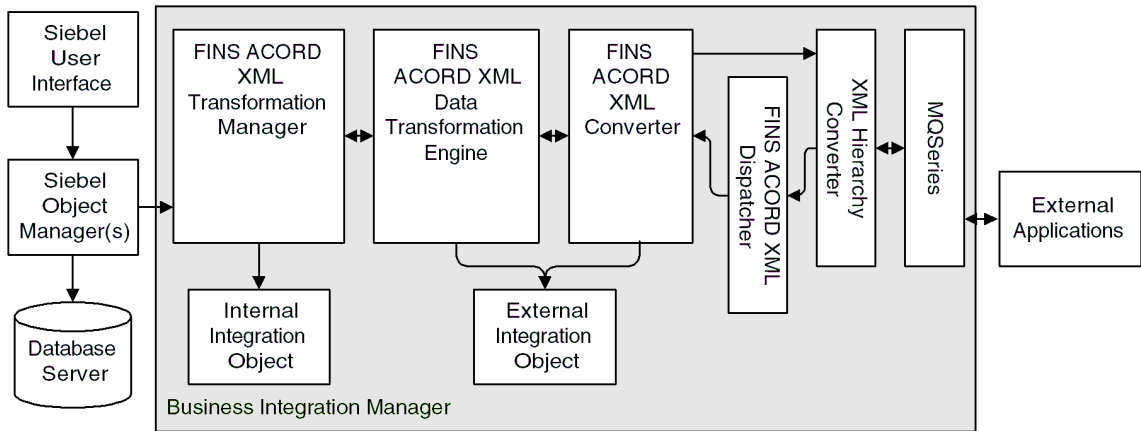 Siebel
User
Interface
Siebel
Object
Manager(s)
Database
Server
FINS ACORD
XML
Transformation
Manager
FINS
ACORD XML
Data
Transformation
Engine
FINS
ACORD
XML
Converter
FINS ACORD XML
Dispatcher
XML Hierarchy
Converter
MQSeries
External
Applications
Internal
Integration
Object
External
Integration
Object
Business Integration Manager